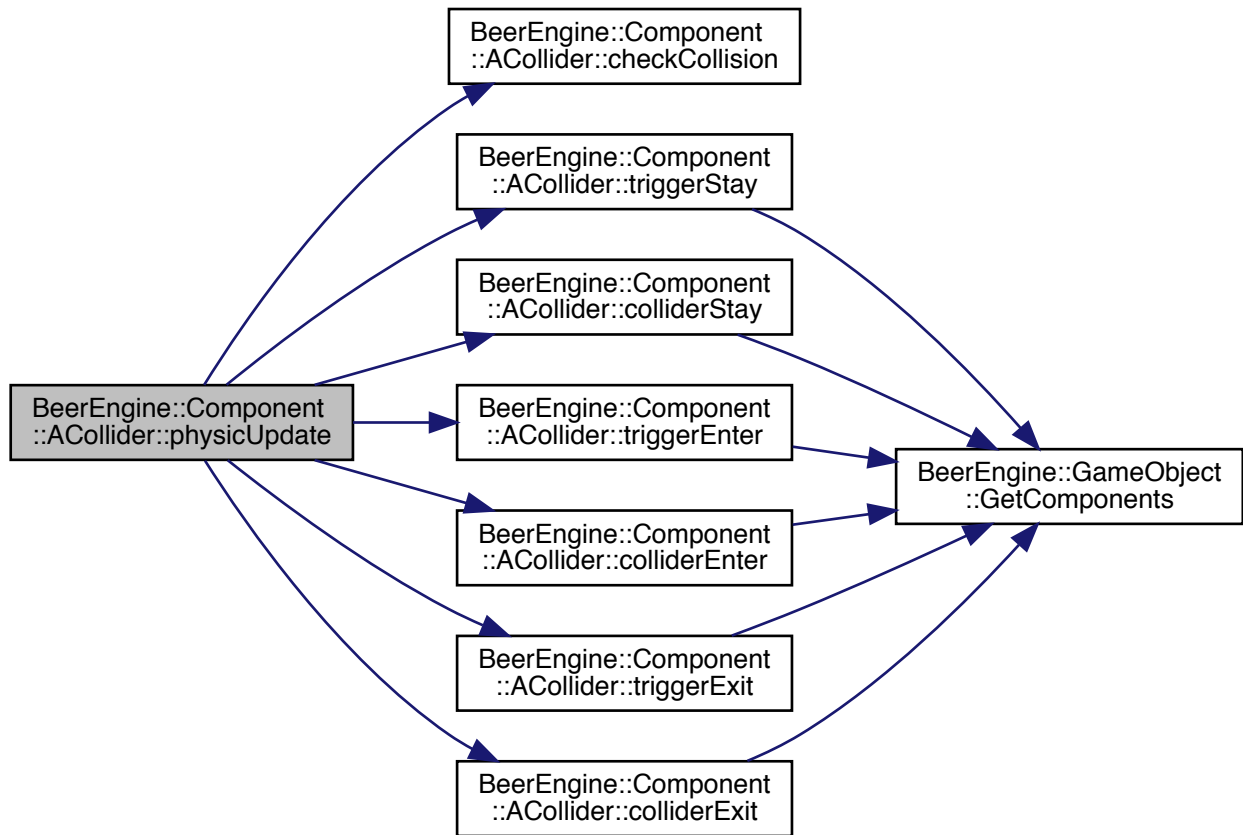 BeerEngine::Component
::ACollider::checkCollision
BeerEngine::Component
::ACollider::triggerStay
BeerEngine::Component
::ACollider::colliderStay
BeerEngine::Component
::ACollider::physicUpdate
BeerEngine::Component
::ACollider::triggerEnter
BeerEngine::GameObject
::GetComponents
BeerEngine::Component
::ACollider::colliderEnter
BeerEngine::Component
::ACollider::triggerExit
BeerEngine::Component
::ACollider::colliderExit